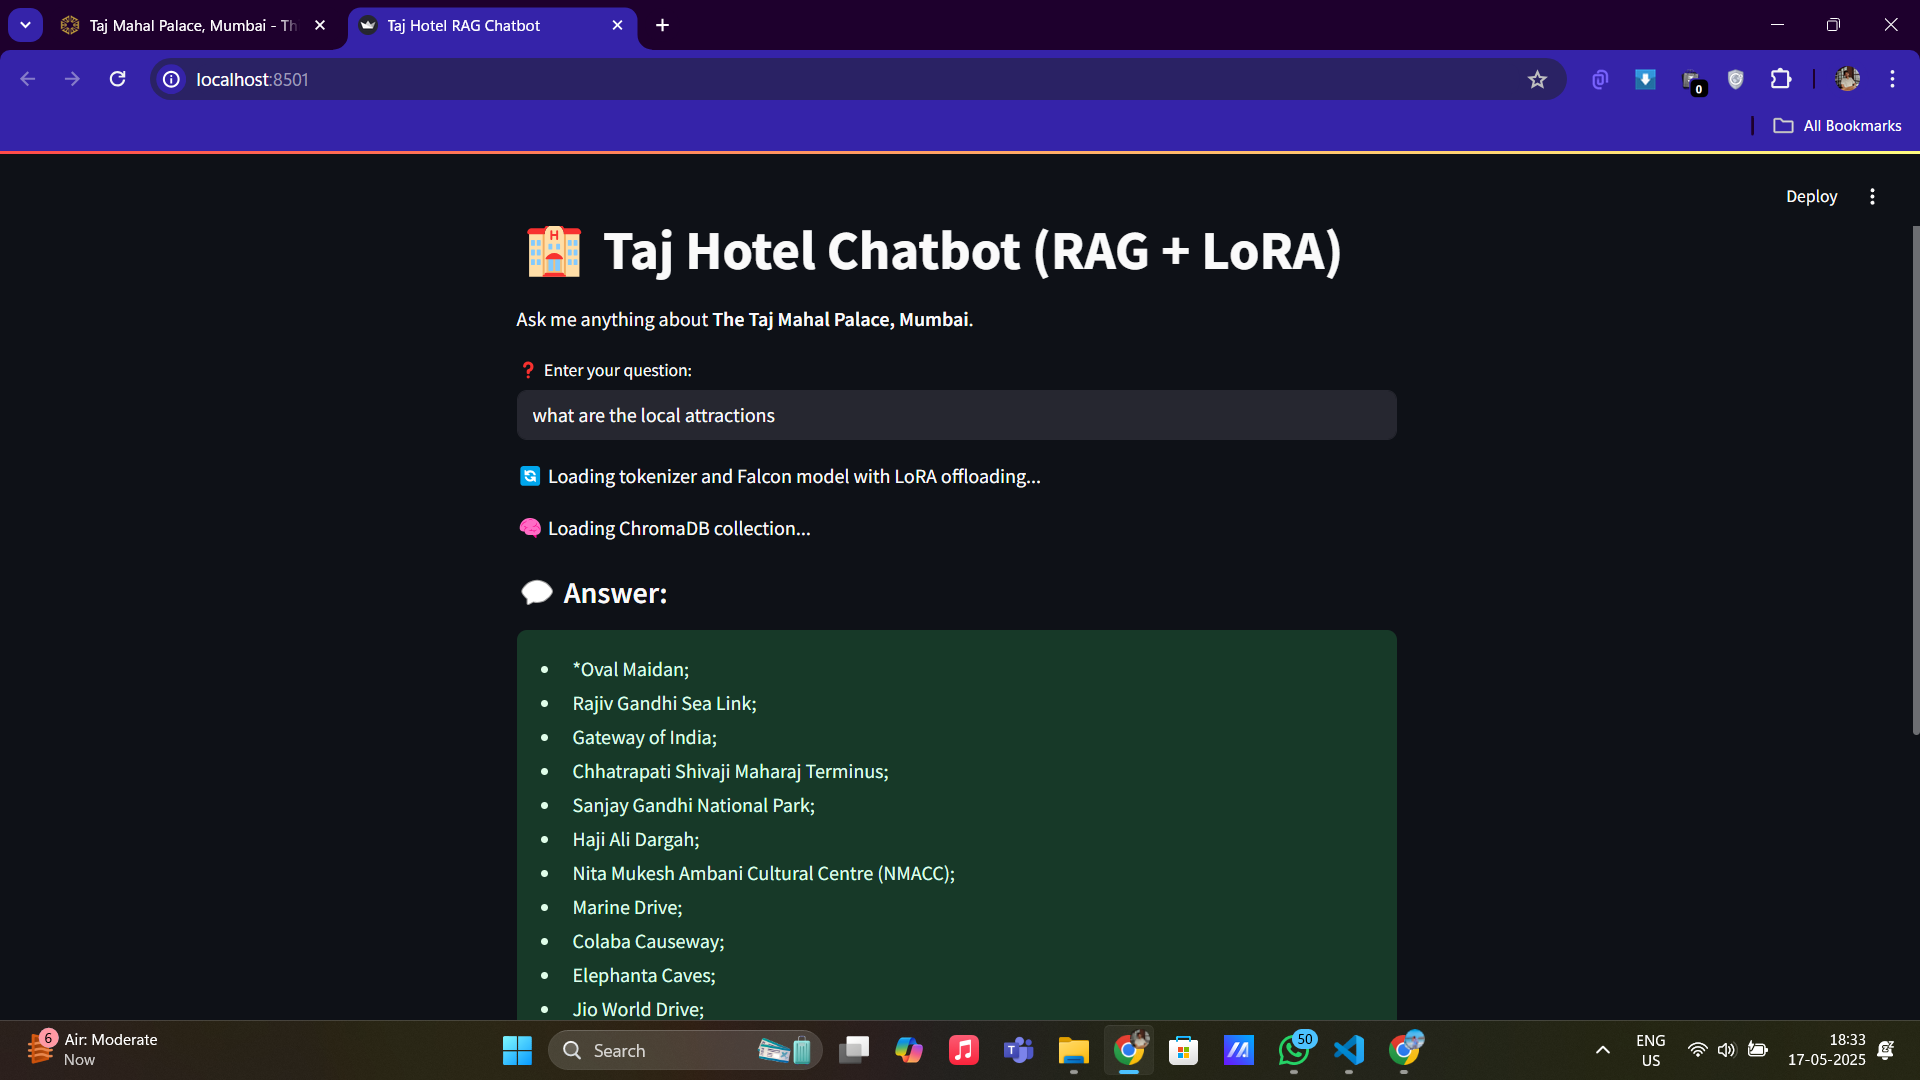 Taj Mahal Palace, Mumbai - Th
Taj Hotel RAG Chatbot
localhost:8501
0
All Bookmarks
Deploy
Taj Hotel Chatbot (RAG + LoRA)
Ask me anything about The Taj Mahal Palace, Mumbai.
Enter your question:
what are the local attractions
Loading tokenizer and Falcon model with LoRA offloading...
Loading ChromaDB collection...
Answer:
*Oval Maidan;
Rajiv Gandhi Sea Link;
Gateway of India;
Chhatrapati Shivaji Maharaj Terminus;
Sanjay Gandhi National Park;
Haji Ali Dargah;
Nita Mukesh Ambani Cultural Centre (NMACC);
Marine Drive;
Colaba Causeway;
Elephanta Caves;
Jio World Drive;
6
Air: Moderate
Now
Search
50
ENG
US
18:33
17-05-2025